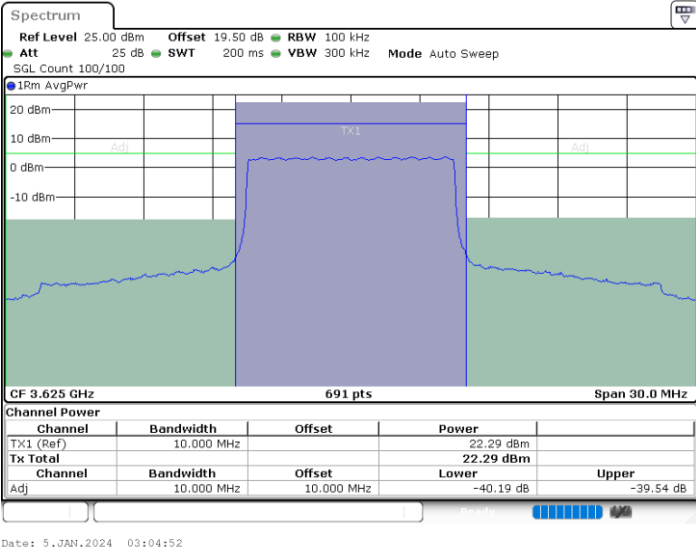 Spectrum
Ref Level 25.00 dBm Offset 19.50 dB RBW 100 kHz
Att 25 dB SWT 200 ms VBW 300 kHz Mode Auto Sweep
SGL Count 100/100
1Rm AvgPwr
20 dBm
TX1
10 dBm
Adj Adj
0 dBm
-10 dBm
CF 3.625 GHz 691 pts Span 30.0 MHz
Channel Power
Channel Bandwidth Offset Power
TX1 (Ref) 10.000 MHz 22.29 dBm
Tx Total 22.29 dBm
Channel Bandwidth Offset Lower Upper
Adj 10.000 MHz 10.000 MHz -40.19 dB -39.54 dB
Ready
Date: 5.JAN.2024 03:04:52